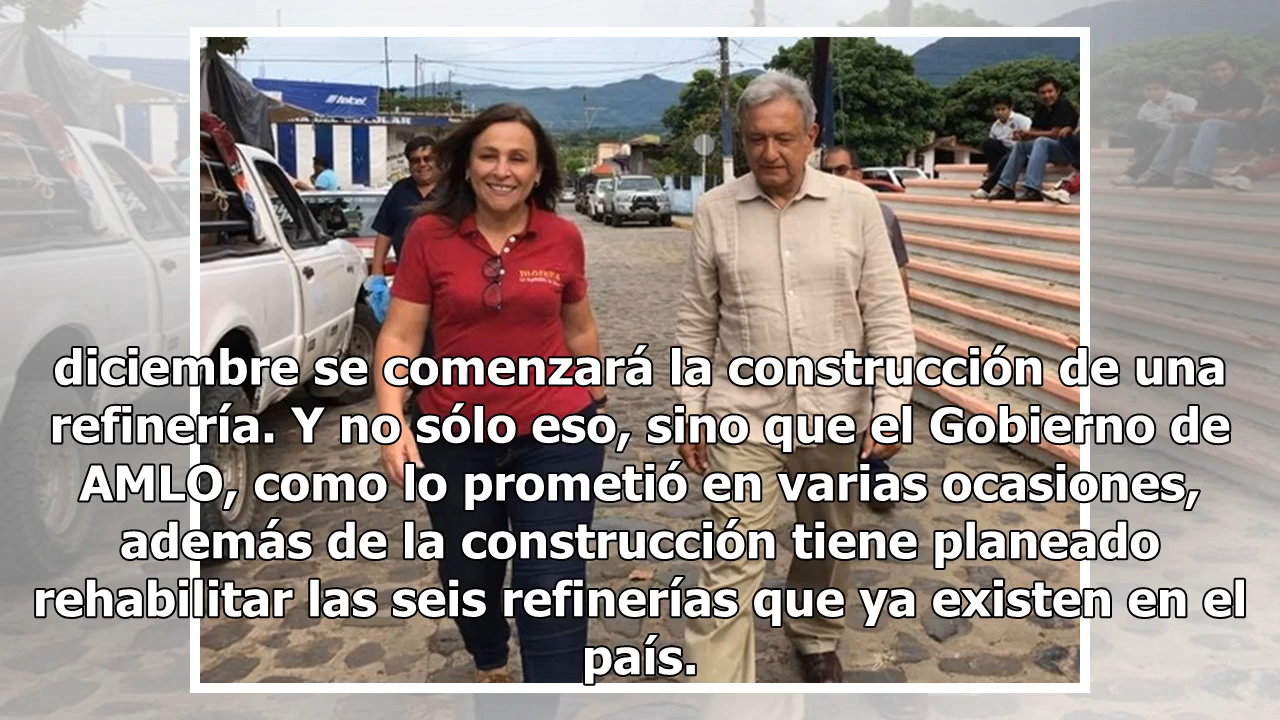 telcel
diciembre se comenzará la construcción de una
refinería. Y no sólo eso, sino que el Gobierno de
AMLO, como lo prometió en varias ocasiones,
además de la construcción tiene planeado
rehabilitar las seis refinerías que ya existen en el
país.
morena